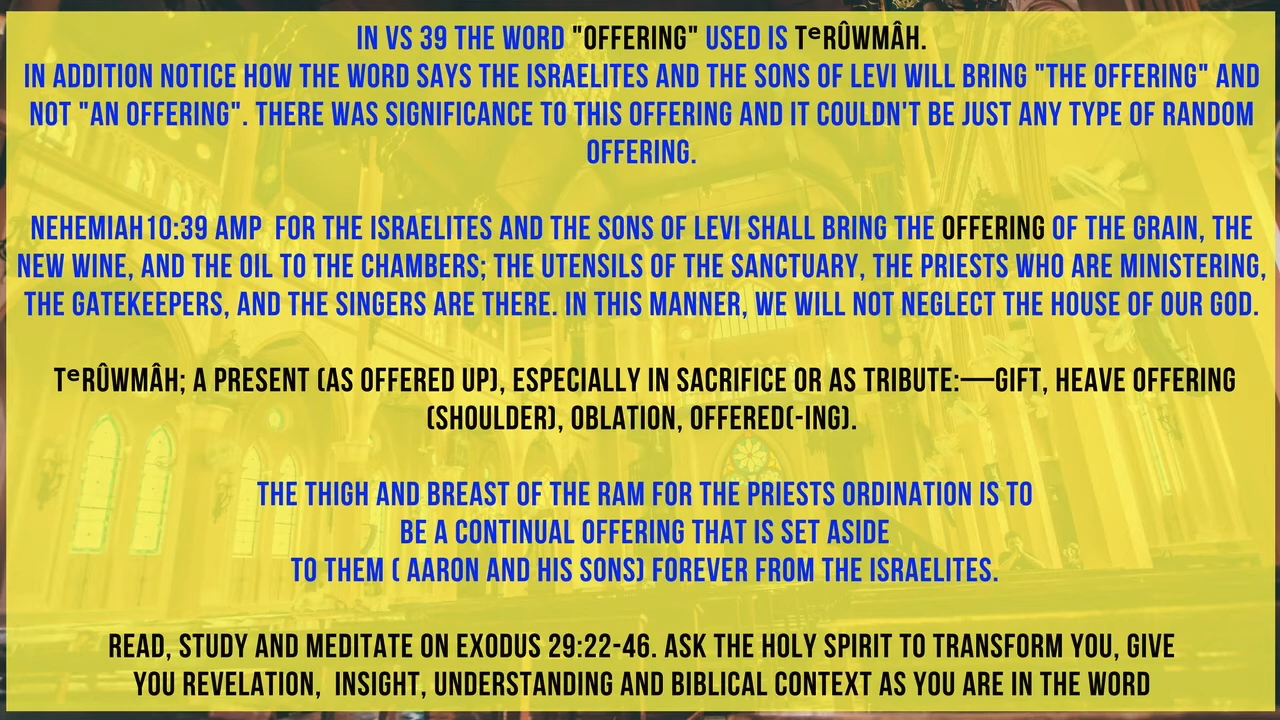 IN VS 39 THE WORD "OFFERING" USED IS TᵉRÛWMÂH.
IN ADDITION NOTICE HOW THE WORD SAYS THE ISRAELITES AND THE SONS OF LEVI WILL BRING "THE OFFERING" AND
NOT "AN OFFERING". THERE WAS SIGNIFICANCE TO THIS OFFERING AND IT COULDN'T BE JUST ANY TYPE OF RANDOM
OFFERING.
NEHEMIAH10:39 AMP FOR THE ISRAELITES AND THE SONS OF LEVI SHALL BRING THE OFFERING OF THE GRAIN, THE
NEW WINE, AND THE OIL TO THE CHAMBERS; THE UTENSILS OF THE SANCTUARY, THE PRIESTS WHO ARE MINISTERING,
THE GATEKEEPERS, AND THE SINGERS ARE THERE. IN THIS MANNER, WE WILL NOT NEGLECT THE HOUSE OF OUR GOD.
TᵉRÛWMÂH; A PRESENT (AS OFFERED UP), ESPECIALLY IN SACRIFICE OR AS TRIBUTE:—–GIFT, HEAVE OFFERING
(SHOULDER), OBLATION, OFFERED(-ING).
THE THIGH AND BREAST OF THE RAM FOR THE PRIESTS ORDINATION IS TO
BE A CONTINUAL OFFERING THAT IS SET ASIDE
TO THEM ( AARON AND HIS SONS) FOREVER FROM THE ISRAELITES.
READ, STUDY AND MEDITATE ON EXODUS 29:22-46. ASK THE HOLY SPIRIT TO TRANSFORM YOU, GIVE
YOU REVELATION,  INSIGHT, UNDERSTANDING AND BIBLICAL CONTEXT AS YOU ARE IN THE WORD